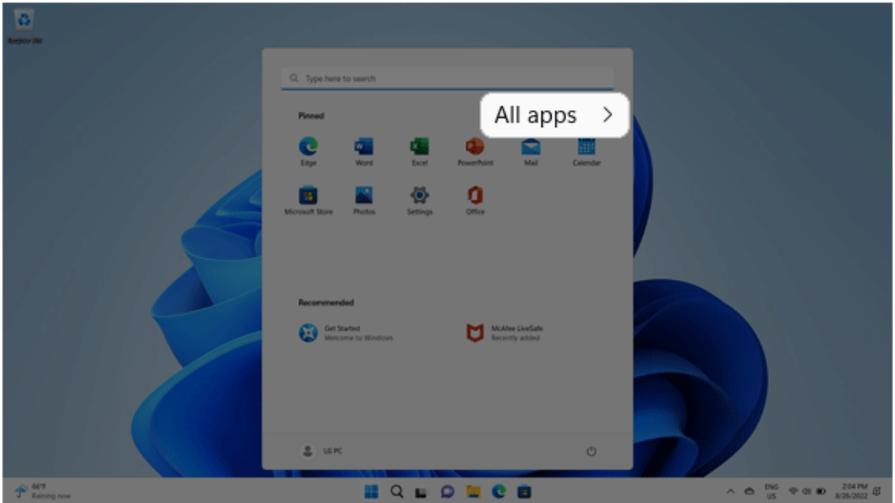 Recycle Bin
Type here to search
Pinned
All apps
Edge
Word
Excel
PowerPoint
Mail
Calendar
Microsoft Store
Photos
Settings
Office
Recommended
Get Started
Welcome to Windows
McAfee LiveSafe
Recently added
LG PC
66°F
Raining now
ENG
US
2:04 PM
8/26/2022